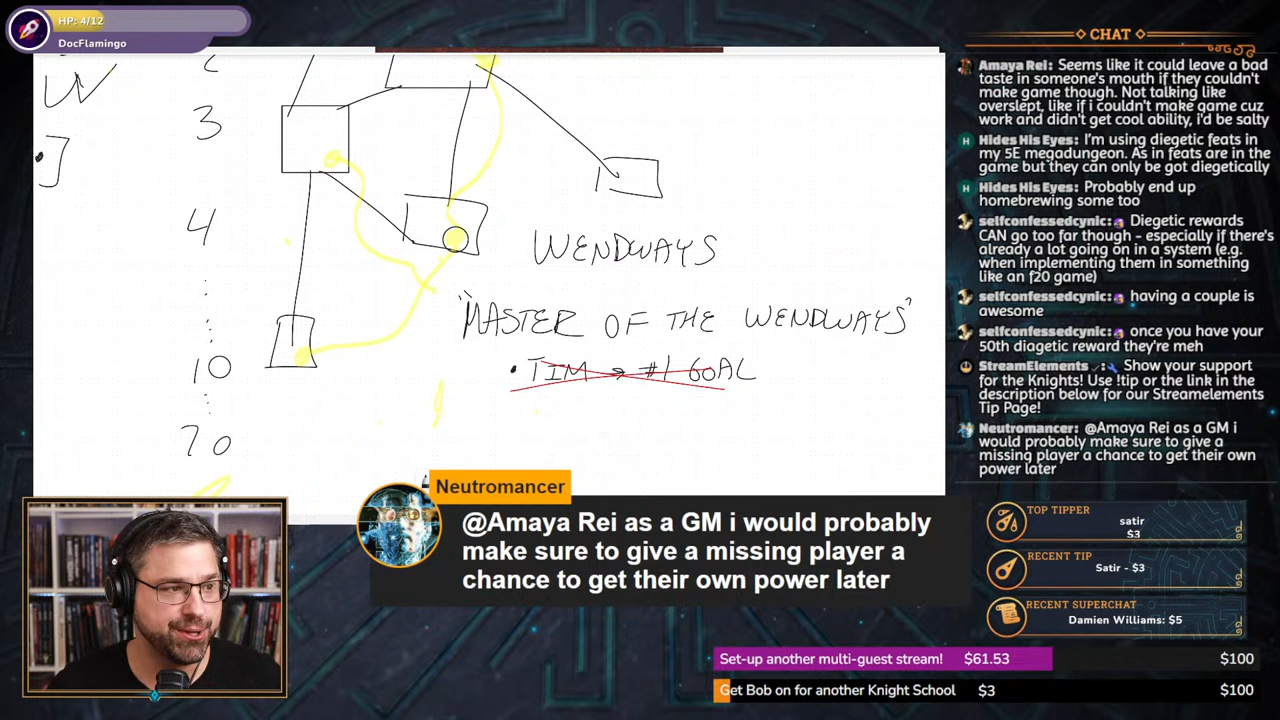 HP: 4/12
DocFlamingo
W
J
2
3
4
10
20
WENDWAYS
"MASTER OF THE WENDWAYS"
• TIM → #1 GOAL
CHAT
Amaya Rei: Seems like it could leave a bad
taste in someone's mouth if they couldn't
make game though. Not talking like
overslept, like if i couldn't make game cuz
work and didn't get cool ability, i'd be salty
H Hides His Eyes: I'm using diegetic feats in
my 5E megadungeon. As in feats are in the
game but they can only be got diegetically
H Hides His Eyes: Probably end up
homebrewing some too
selfconfessedcynic: Diegetic rewards
CAN go too far though - especially if there's
already a lot going on in a system (e.g.
when implementing them in something
like an f20 game)
selfconfessedcynic: having a couple is
awesome
selfconfessedcynic: once you have your
50th diagetic reward they're meh
StreamElements: Show your support
for the Knights! Use !tip or the link in the
description below for our Streamelements
Tip Page!
Neutromancer: @Amaya Rei as a GM i
would probably make sure to give a
missing player a chance to get their own
power later
Neutromancer
@Amaya Rei as a GM i would probably
make sure to give a missing player a
chance to get their own power later
TOP TIPPER
satir
$3
RECENT TIP
Satir - $3
RECENT SUPERCHAT
Damien Williams: $5
Set-up another multi-guest stream! $61.53 $100
Get Bob on for another Knight School $3 $100